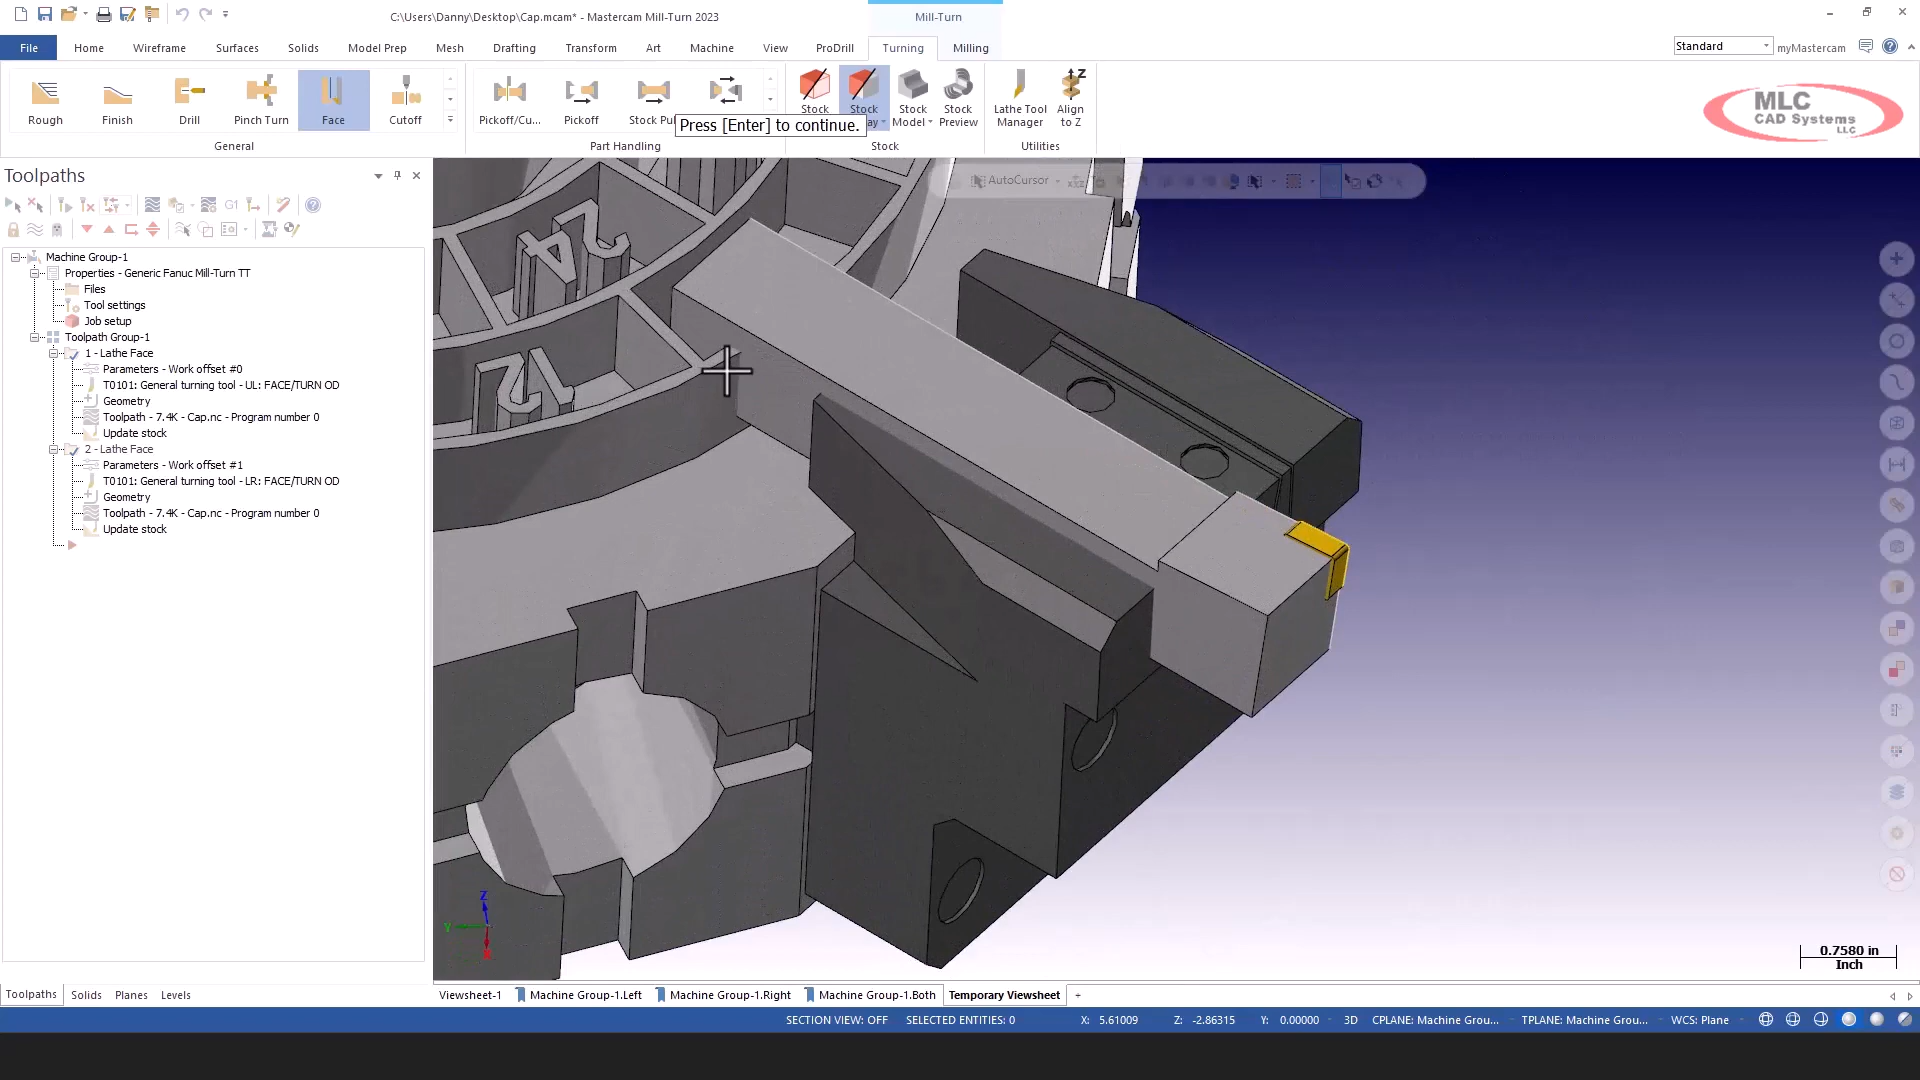 C:\Users\Danny\Desktop\Cap.mcam* - Mastercam Mill-Turn 2023
Mill-Turn
File
Home
Wireframe
Surfaces
Solids
Model Prep
Mesh
Drafting
Transform
Art
Machine
View
ProDrill
Turning
Milling
Standard
myMastercam
Rough
Finish
Drill
Pinch Turn
Face
Cutoff
Pickoff/Cu...
Pickoff
Stock Pu
Stock
Stock
ay
Stock
Model
Stock
Preview
Lathe Tool
Manager
Z
Align
to Z
Press [Enter] to continue.
General
Part Handling
Stock
Utilities
MLC
CAD Systems
LLC
Toolpaths
AutoCursor
G1
Machine Group-1
Properties - Generic Fanuc Mill-Turn TT
Files
Tool settings
Job setup
Toolpath Group-1
1 - Lathe Face
Parameters - Work offset #0
T0101: General turning tool - UL: FACE/TURN OD
Geometry
Toolpath - 7.4K - Cap.nc - Program number 0
Update stock
2 - Lathe Face
Parameters - Work offset #1
T0101: General turning tool - LR: FACE/TURN OD
Geometry
Toolpath - 7.4K - Cap.nc - Program number 0
Update stock
24
Z
Y
X
0.7580 in
Inch
Toolpaths
Solids
Planes
Levels
Viewsheet-1
Machine Group-1.Left
Machine Group-1.Right
Machine Group-1.Both
Temporary Viewsheet
+
SECTION VIEW: OFF
SELECTED ENTITIES: 0
X: 5.61009
Z: -2.86315
Y: 0.00000
3D
CPLANE: Machine Grou...
TPLANE: Machine Grou...
WCS: Plane